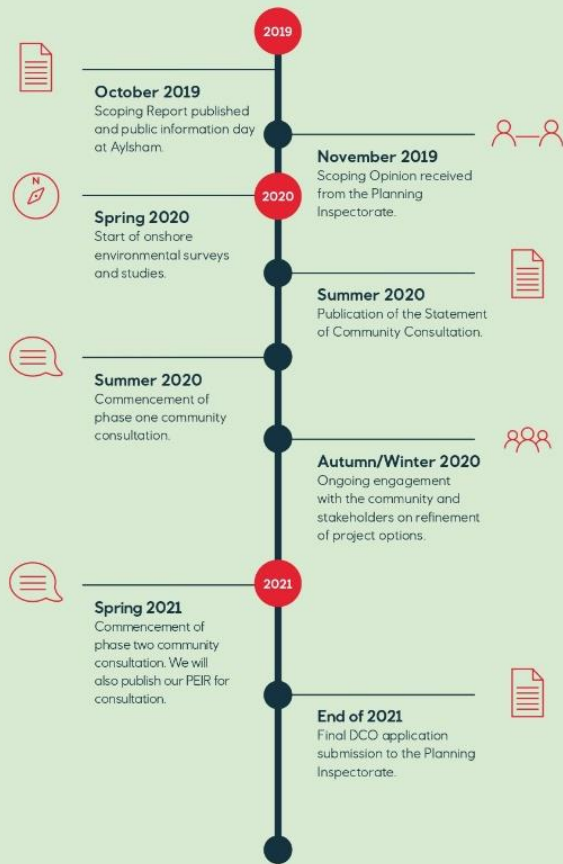 2019
October 2019
Scoping Report published
and public information day
at Aylsham.
November 2019
Scoping Opinion received
from the Planning
Inspectorate.
N
2020
Spring 2020
Start of onshore
environmental surveys
and studies.
Summer 2020
Publication of the Statement
of Community Consultation.
Summer 2020
Commencement of
phase one community
consultation.
Autumn/Winter 2020
Ongoing engagement
with the community and
stakeholders on refinement
of project options.
2021
Spring 2021
Commencement of
phase two community
consultation. We will
also publish our PEIR for
consultation.
End of 2021
Final DCO application
submission to the Planning
Inspectorate.